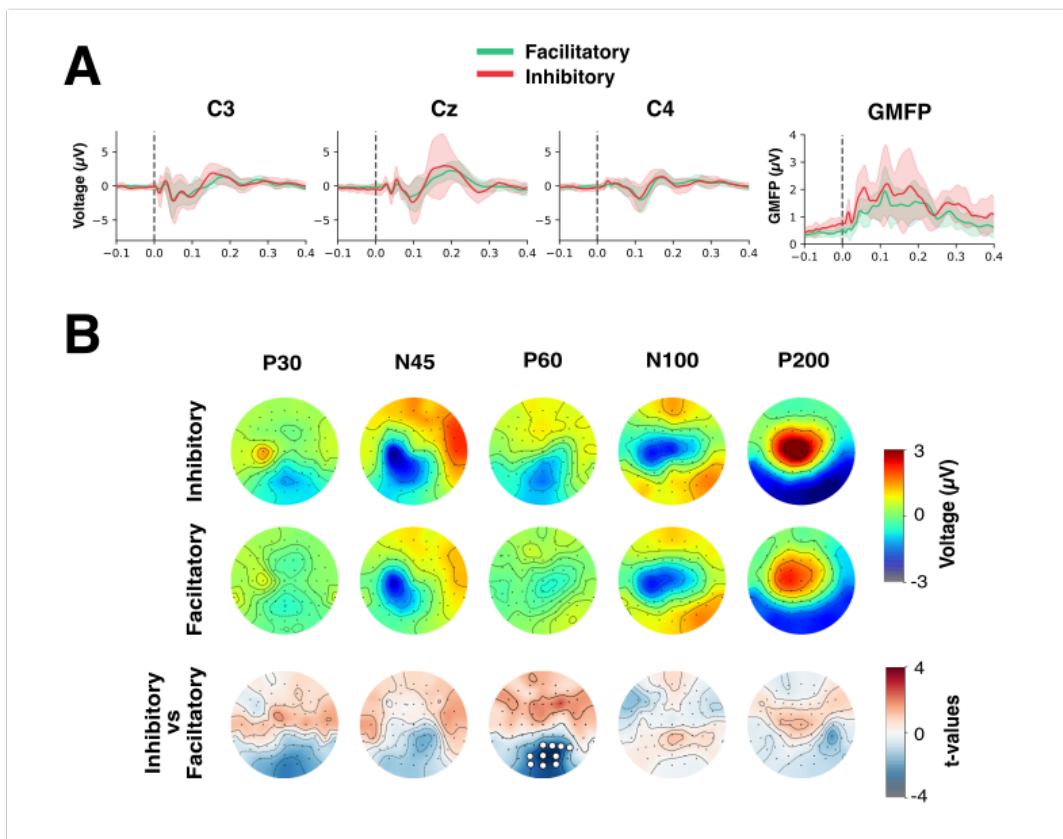 A
Facilitatory
Inhibitory
C3
Cz
C4
GMFP
Voltage (µV)
5
0
−5
−0.1 0.0 0.1 0.2 0.3 0.4
5
0
−5
−0.1 0.0 0.1 0.2 0.3 0.4
5
0
−5
−0.1 0.0 0.1 0.2 0.3 0.4
GMFP (µV)
4
3
2
1
0
−0.1 0.0 0.1 0.2 0.3 0.4
B
P30 N45 P60 N100 P200
Inhibitory
Facilitatory
Inhibitory
vs
Facilitatory
3
0
-3
Voltage (µV)
4
2
0
-2
-4
t-values